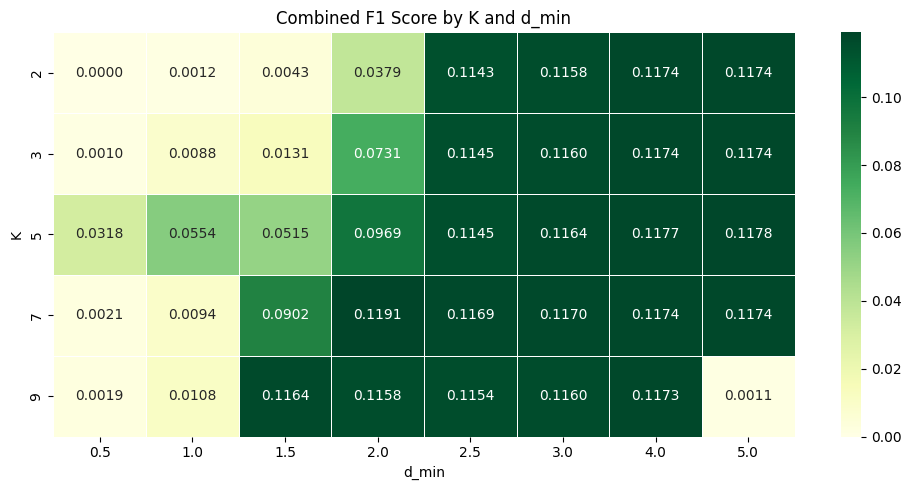 Combined F1 Score by K and d_min
2 0.0000 0.0012 0.0043 0.0379 0.1143 0.1158 0.1174 0.1174
3 0.0010 0.0088 0.0131 0.0731 0.1145 0.1160 0.1174 0.1174
K
5 0.0318 0.0554 0.0515 0.0969 0.1145 0.1164 0.1177 0.1178
7 0.0021 0.0094 0.0902 0.1191 0.1169 0.1170 0.1174 0.1174
9 0.0019 0.0108 0.1164 0.1158 0.1154 0.1160 0.1173 0.0011
0.5 1.0 1.5 2.0 2.5 3.0 4.0 5.0
d_min
0.10
0.08
0.06
0.04
0.02
0.00